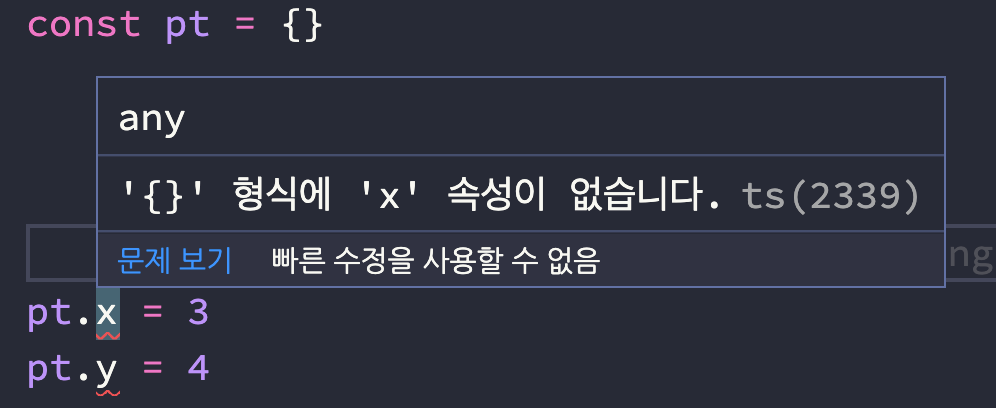 const pt = {}
any
'{}' 형식에 'x' 속성이 없습니다. ts(2339)
문제 보기 빠른 수정을 사용할 수 없음
ng
pt.x = 3
pt.y = 4